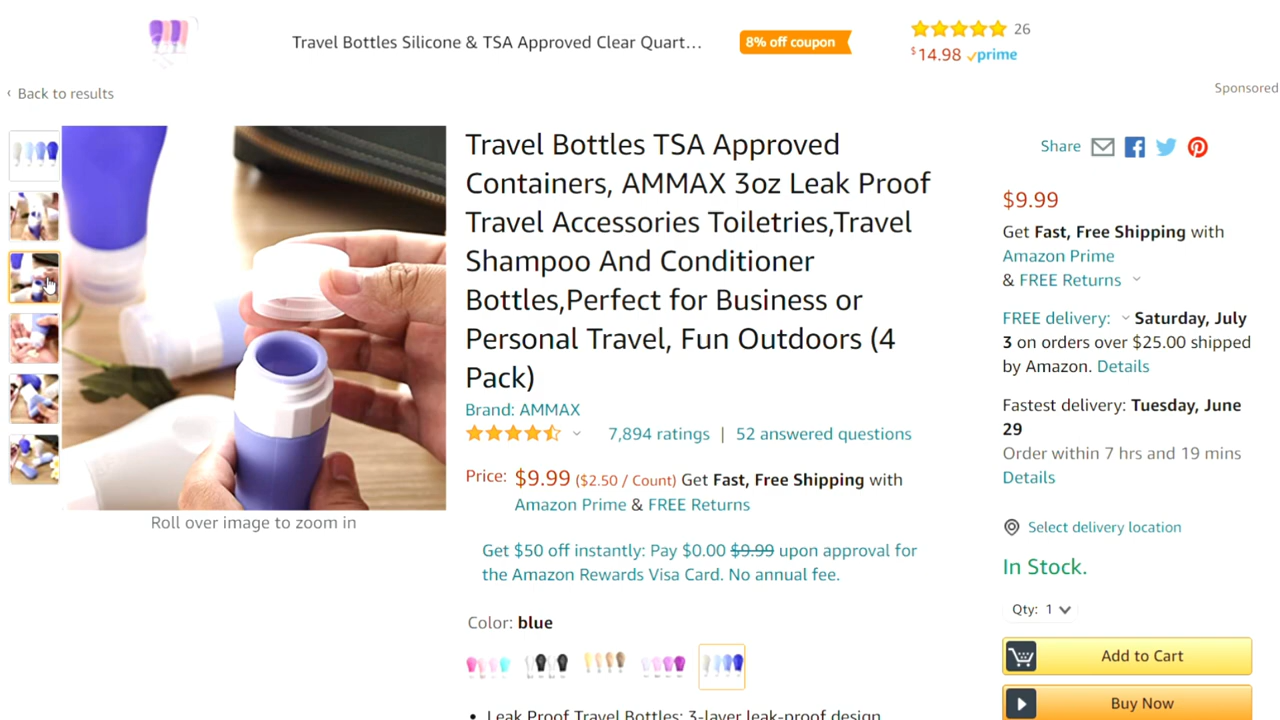 Travel Bottles Silicone & TSA Approved Clear Quart…
8% off coupon
26
$14.98 prime
‹ Back to results
Sponsored
Travel Bottles TSA Approved
Containers, AMMAX 3oz Leak Proof
Travel Accessories Toiletries,Travel
Shampoo And Conditioner
Bottles,Perfect for Business or
Personal Travel, Fun Outdoors (4
Pack)
Brand: AMMAX
7,894 ratings | 52 answered questions
Price: $9.99 ($2.50 / Count) Get Fast, Free Shipping with
Amazon Prime & FREE Returns
Get $50 off instantly: Pay $0.00 $9.99 upon approval for
the Amazon Rewards Visa Card. No annual fee.
Color: blue
• Leak Proof Travel Bottles: 3-layer leak-proof design
Roll over image to zoom in
Share
$9.99
Get Fast, Free Shipping with
Amazon Prime
& FREE Returns
FREE delivery: Saturday, July
3 on orders over $25.00 shipped
by Amazon. Details
Fastest delivery: Tuesday, June
29
Order within 7 hrs and 19 mins
Details
Select delivery location
In Stock.
Qty: 1
Add to Cart
Buy Now